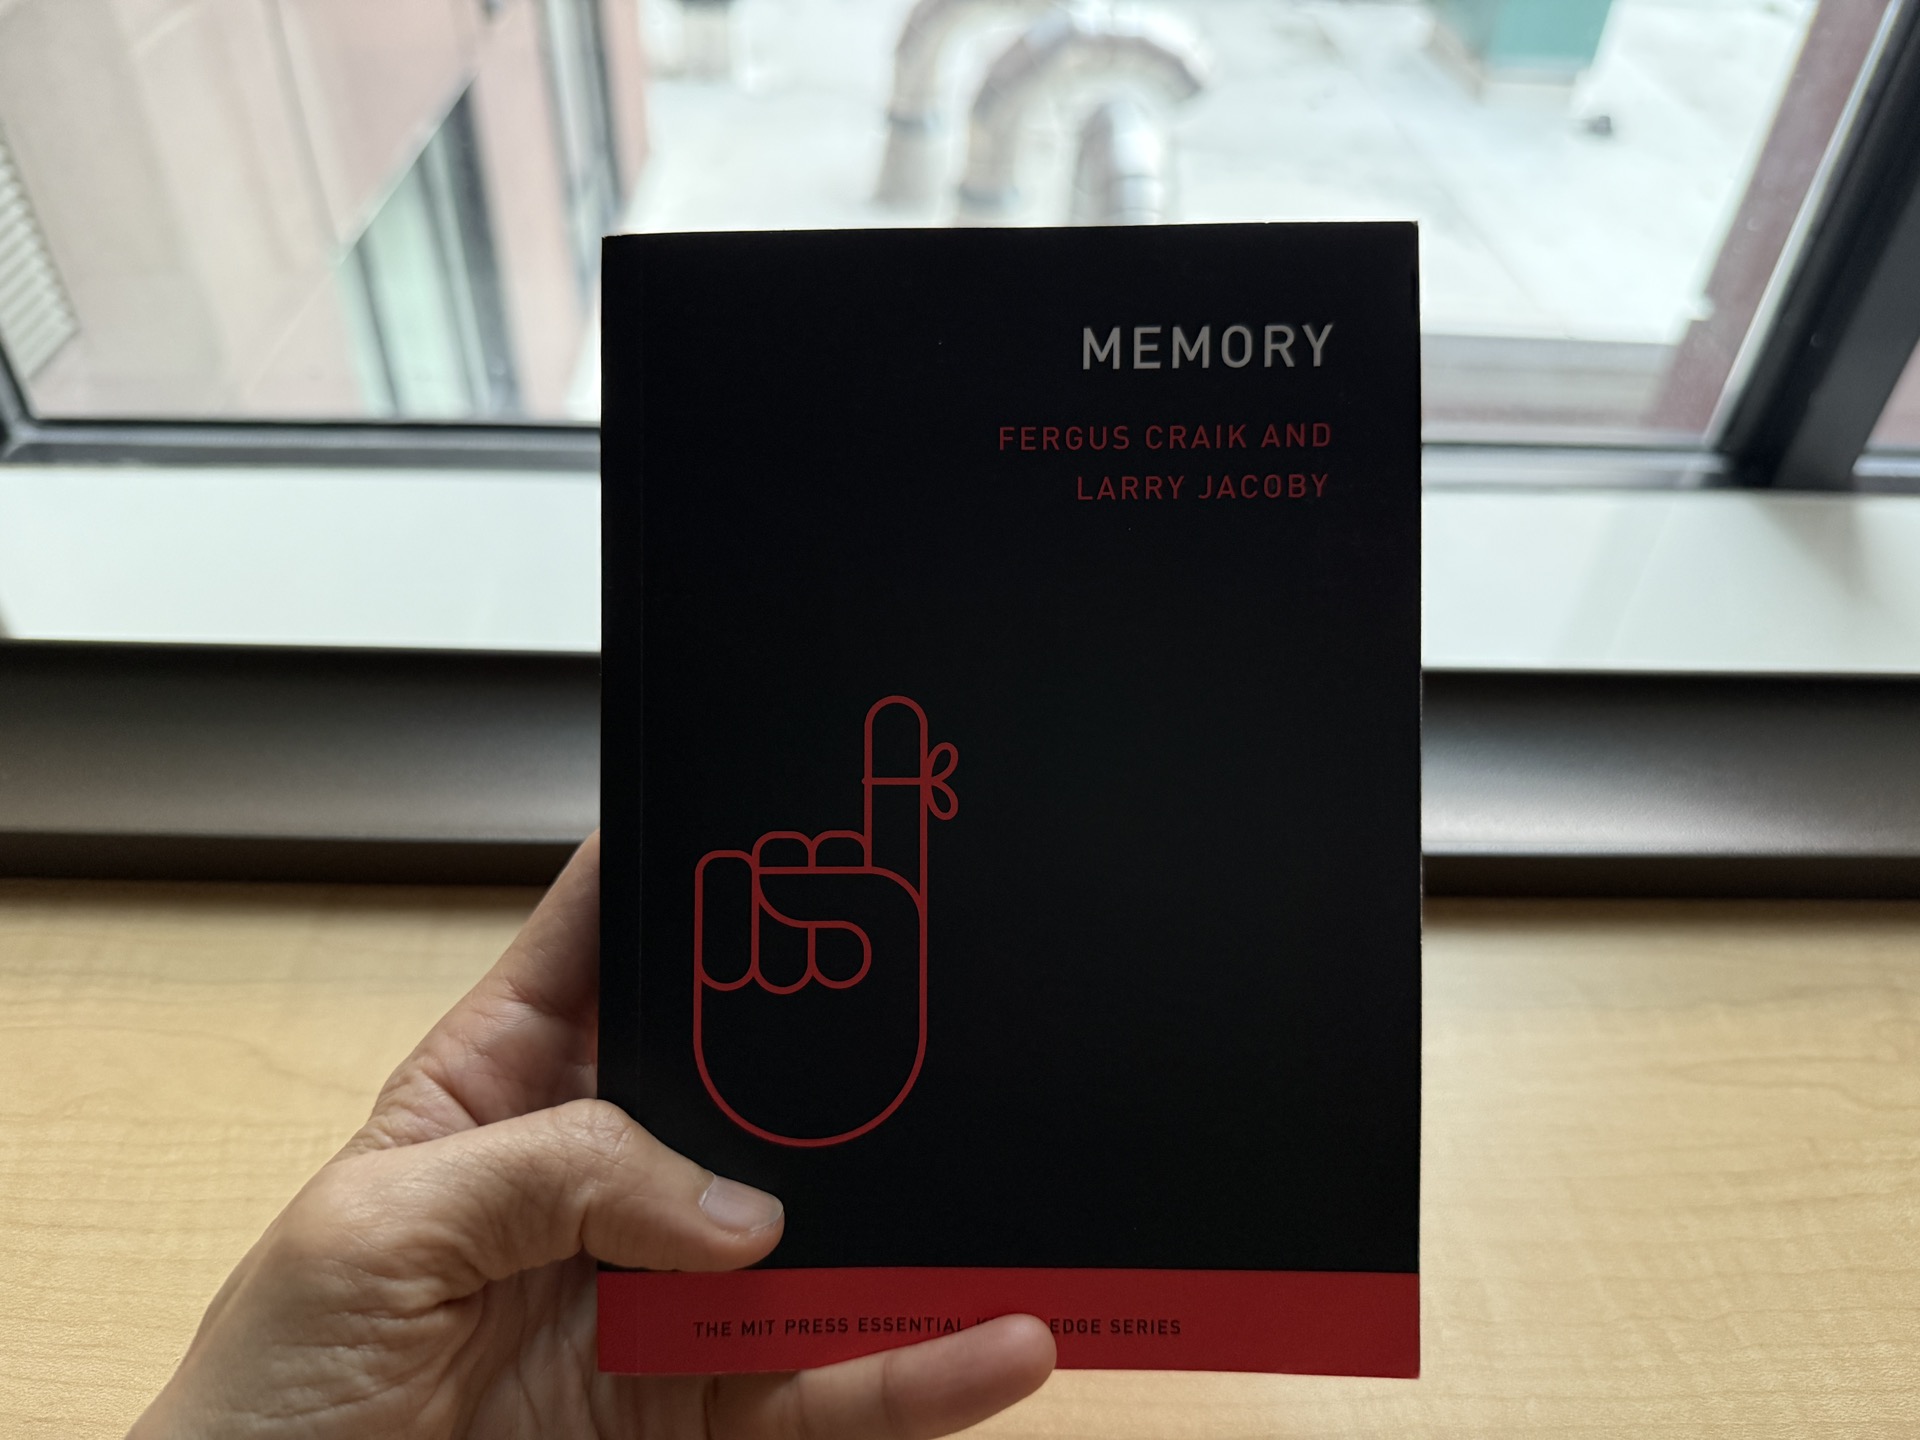 MEMORY
FERGUS CRAIK AND
LARRY JACOBY
THE MIT PRESS ESSENTIAL EDGE SERIES